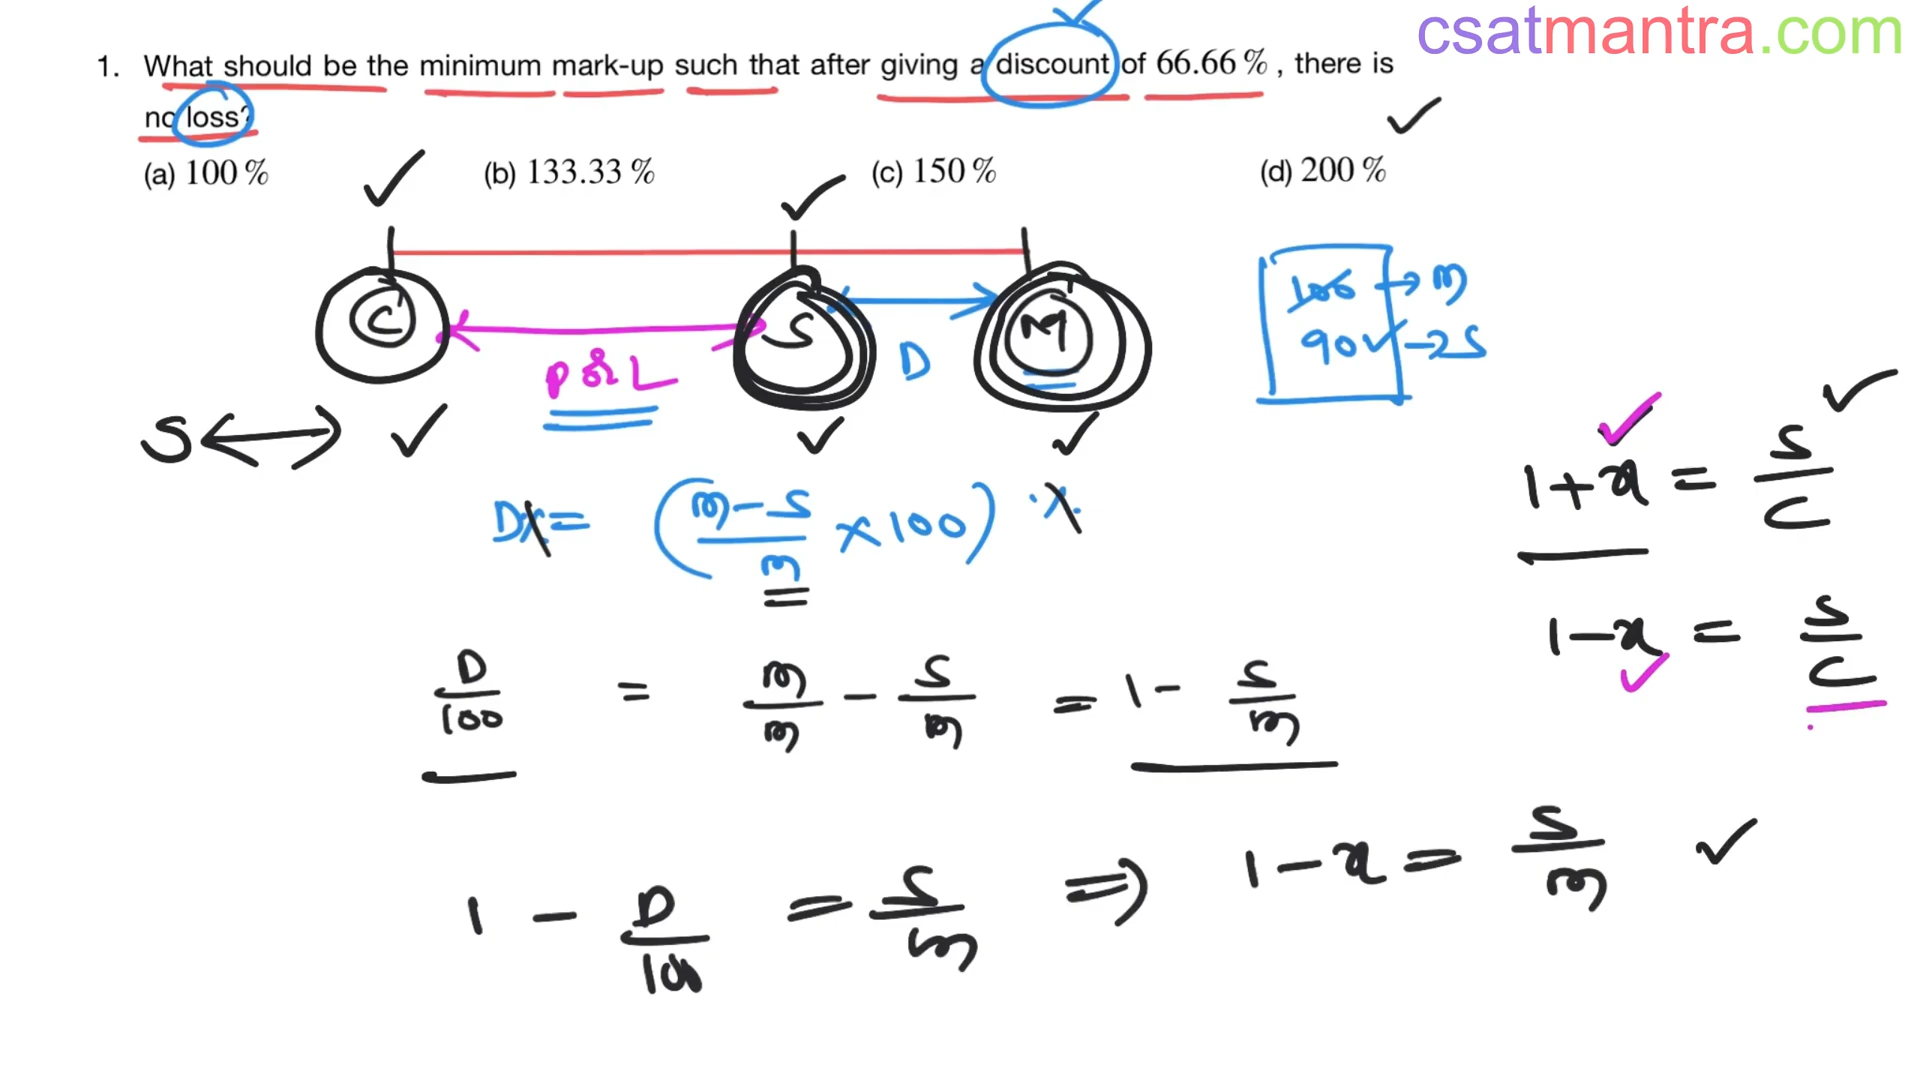 csatmantra.com
1. What should be the minimum mark-up such that after giving a discount of 66.66 % , there is
no loss?
(a) 100 % (b) 133.33 % (c) 150 % (d) 200 %
C S M
P or L D
100 → M
90 → S
S ↔
D% = (m - s / m × 100) %
1 + x = S / C
1 - x = S / C
D / 100 = m / m - S / m = 1 - S / m
1 - D / 100 = S / m ⇒ 1 - x = S / m